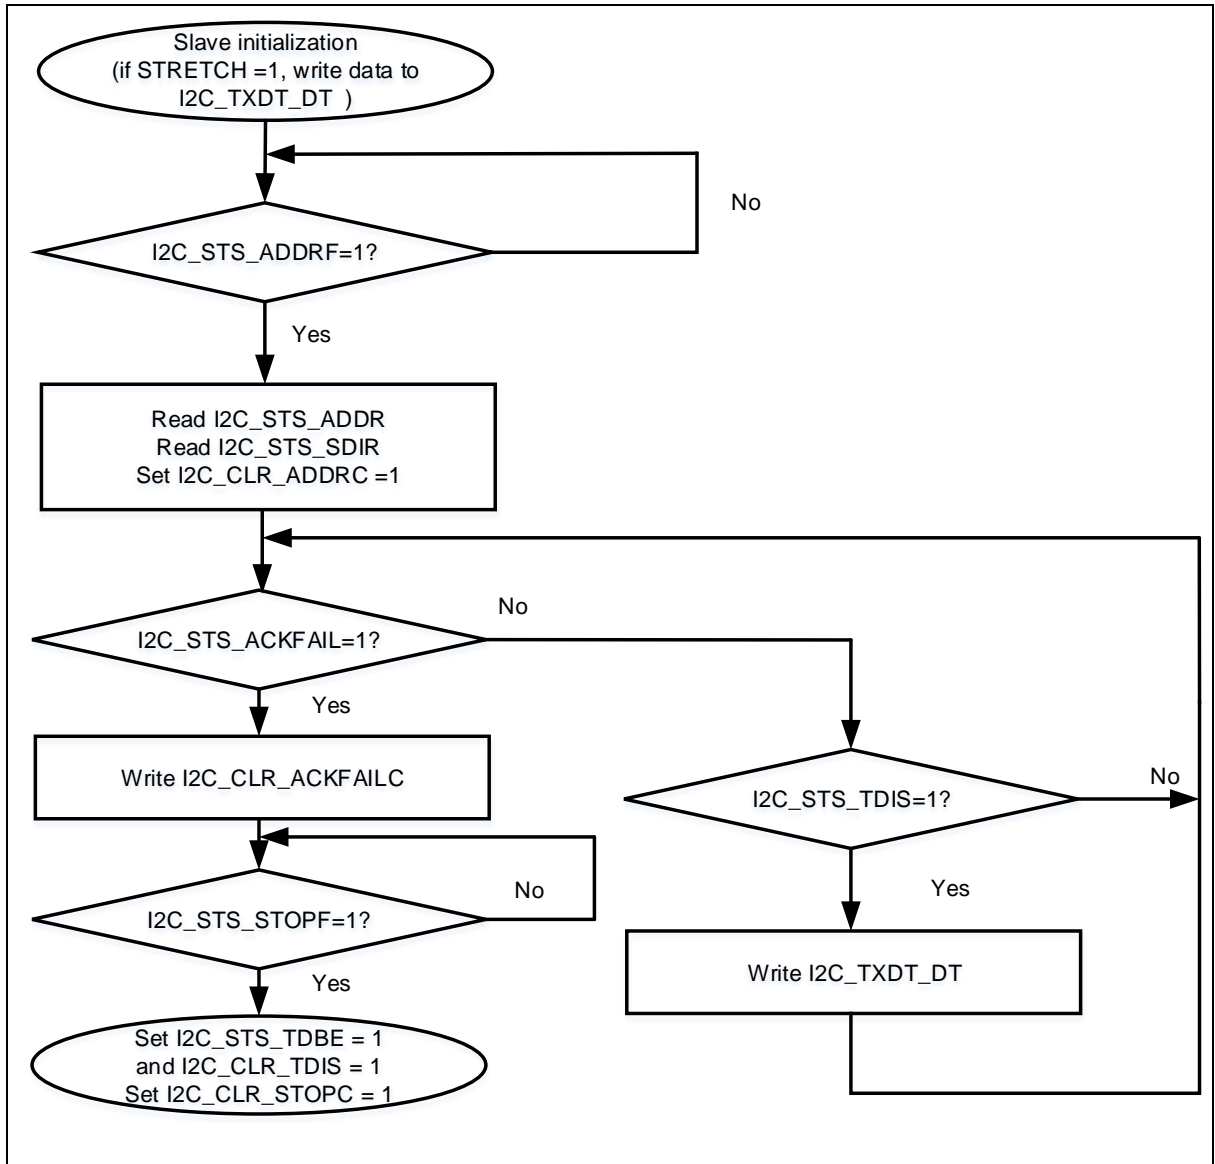 Slave initialization
(if STRETCH =1, write data to
I2C_TXDT_DT )
No
I2C_STS_ADDRF=1?
Yes
Read I2C_STS_ADDR
Read I2C_STS_SDIR
Set I2C_CLR_ADDRC =1
No
I2C_STS_ACKFAIL=1?
Yes
Write I2C_CLR_ACKFAILC
No
I2C_STS_TDIS=1?
No
I2C_STS_STOPF=1?
Yes
Write I2C_TXDT_DT
Yes
Set I2C_STS_TDBE = 1
and I2C_CLR_TDIS = 1
Set I2C_CLR_STOPC = 1